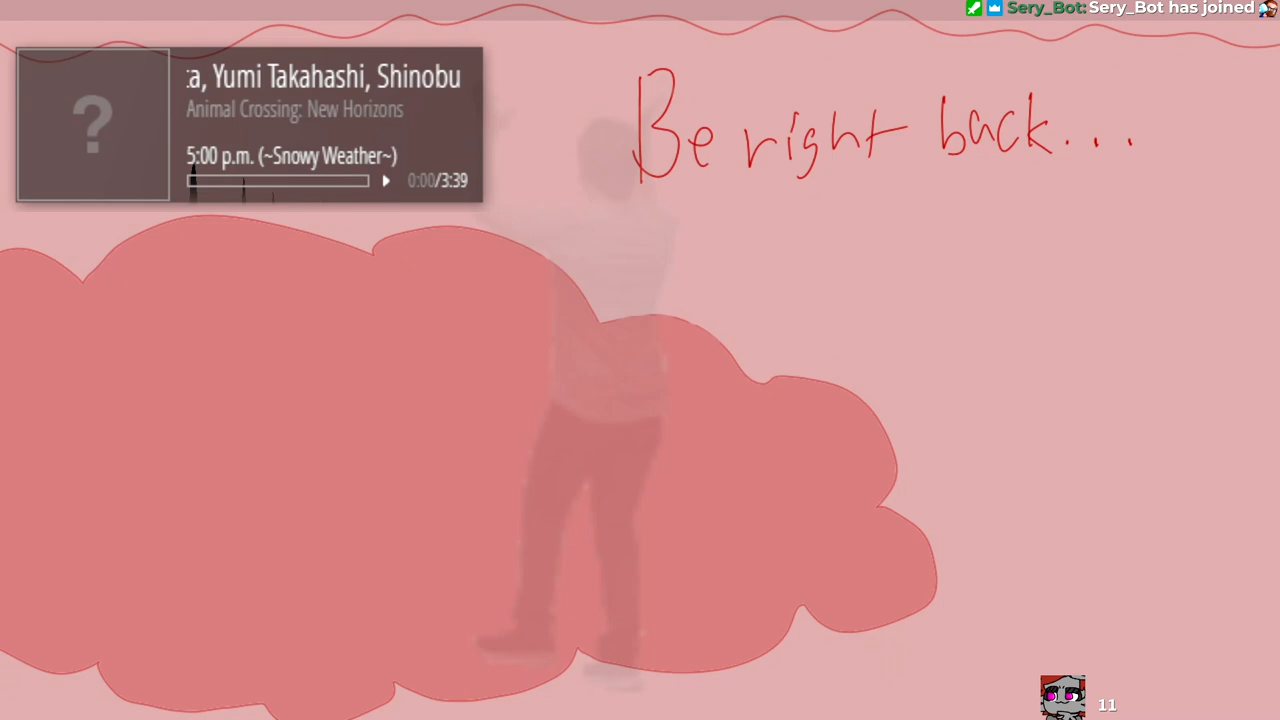 Sery_Bot: Sery_Bot has joined
:a, Yumi Takahashi, Shinobu
Animal Crossing: New Horizons
5:00 p.m. (~Snowy Weather~)
0:00/3:39
Be right back...
?
11